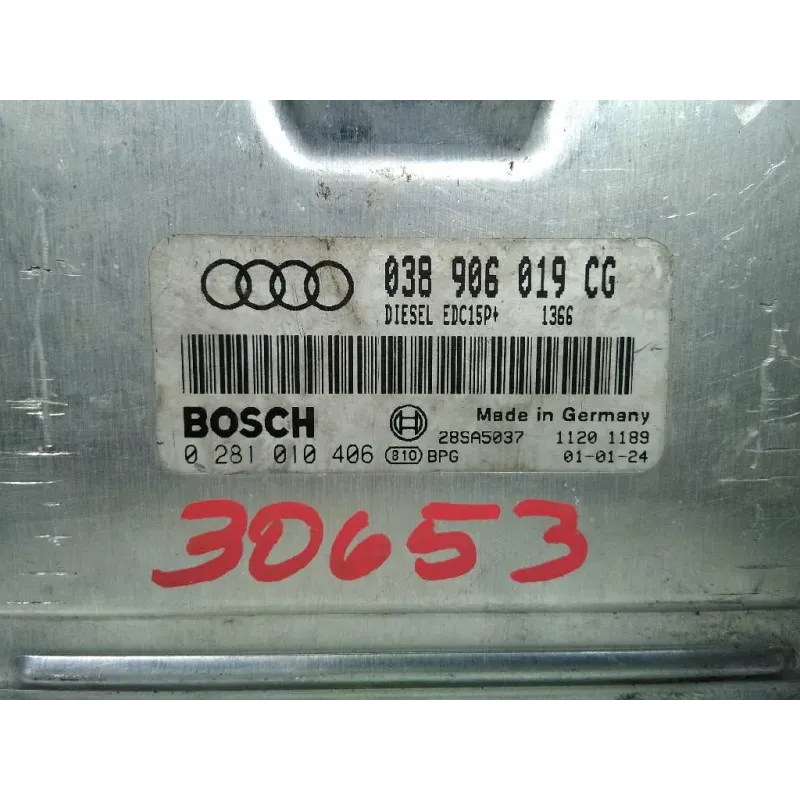 038 906 019 CG
DIESEL EDC15P+ 1366
BOSCH Made in Germany
28SA5037 1120 1189
0 281 010 406 810 BPG 01-01-24
30653